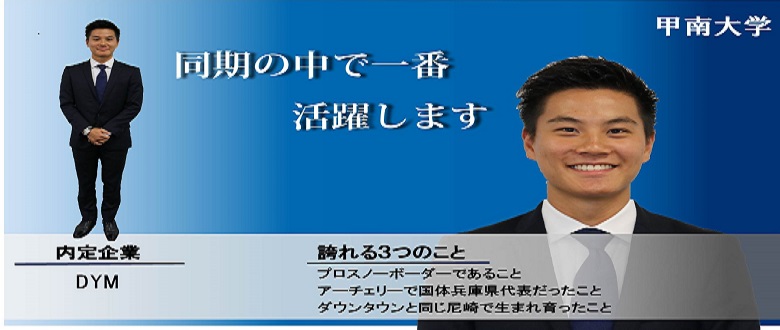 甲南大学
同期の中で一番
活躍します
内定企業
DYM
誇れる3つのこと
プロスノーボーダーであること
アーチェリーで国体兵庫県代表だったこと
ダウンタウンと同じ尼崎で生まれ育ったこと